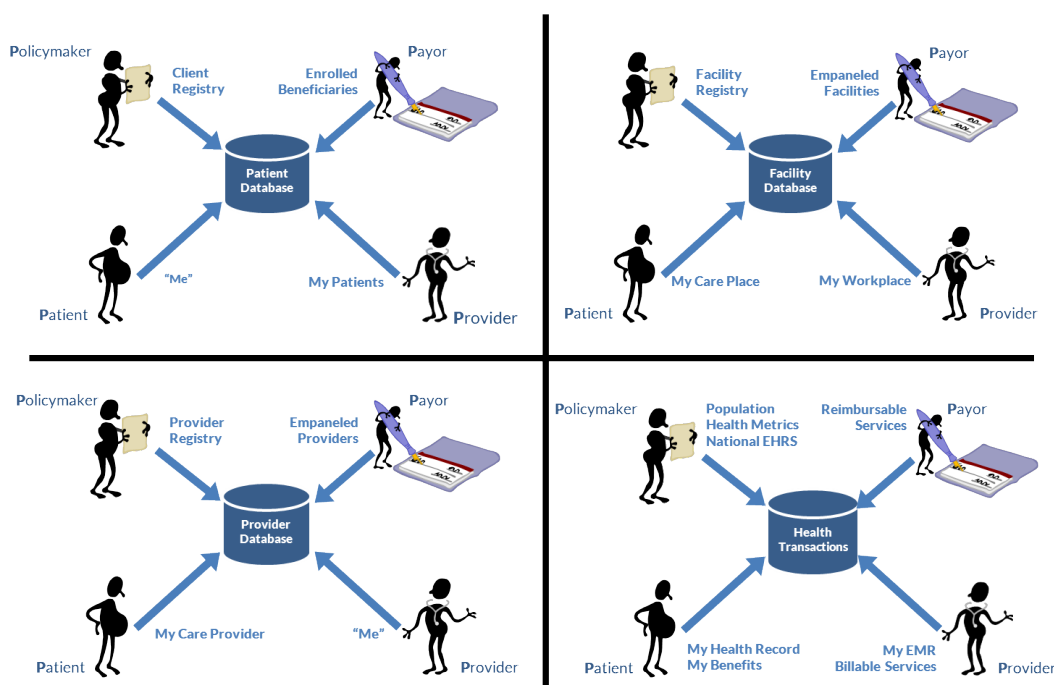 Policymaker
Client
Registry
Enrolled
Beneficiaries
Payor
Patient
Database
"Me"
My Patients
Patient
Provider
Facility
Registry
Empaneled
Facilities
Payor
Facility
Database
My Care Place
My Workplace
Patient
Provider
Policymaker
Provider
Registry
Empaneled
Providers
Payor
Provider
Database
My Care Provider
"Me"
Patient
Provider
Policymaker
Population
Health Metrics
National EHRS
Reimbursable
Services
Payor
Health
Transactions
My Health Record
My Benefits
My EMR
Billable Services
Patient
Provider